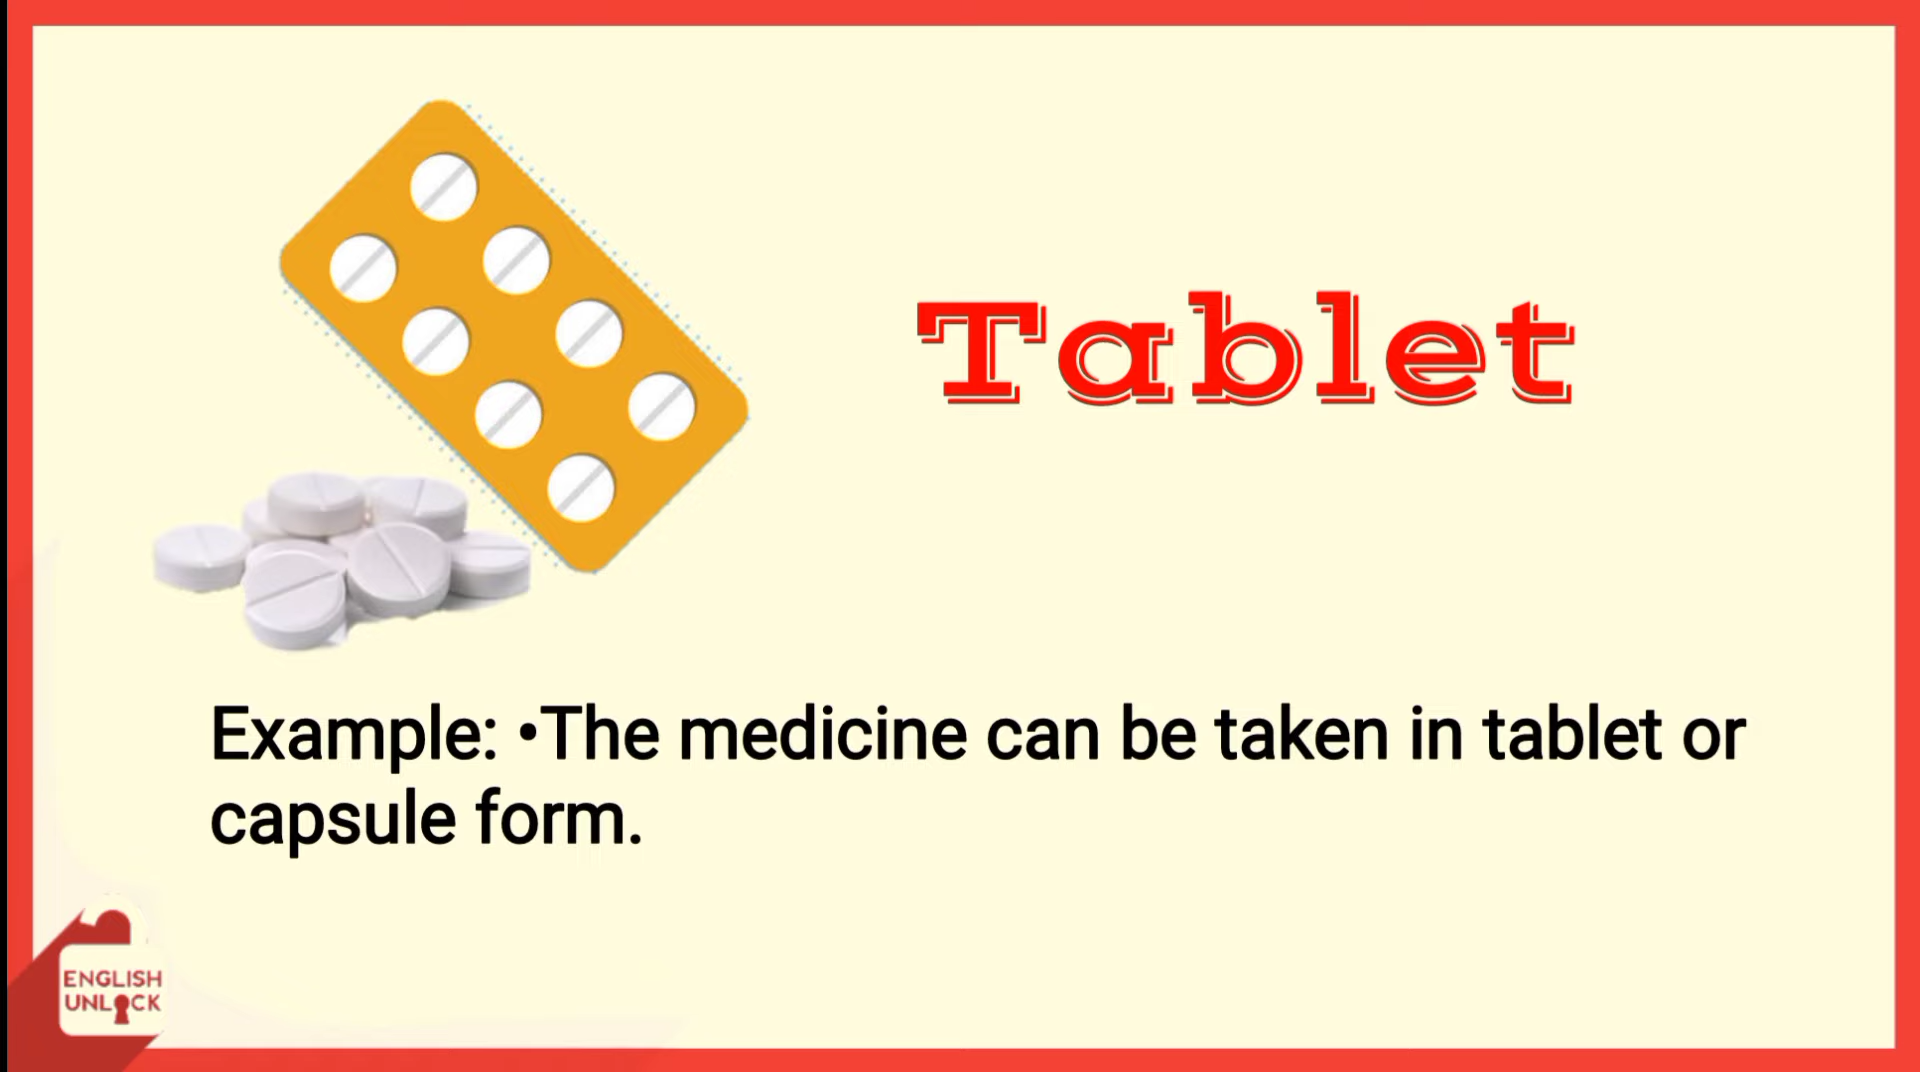 Tablet
Example: •The medicine can be taken in tablet or
capsule form.
ENGLISH
UNLOCK